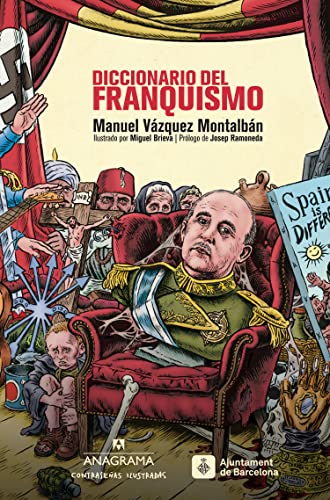 DICCIONARIO DEL
FRANQUISMO
Manuel Vázquez Montalbán
Ilustrado por Miguel Brieva | Prólogo de Josep Ramoneda
Spain
IS
DIFFE
ANAGRAMA
CONTRASEÑAS ILUSTRADAS
Ajuntament
de Barcelona